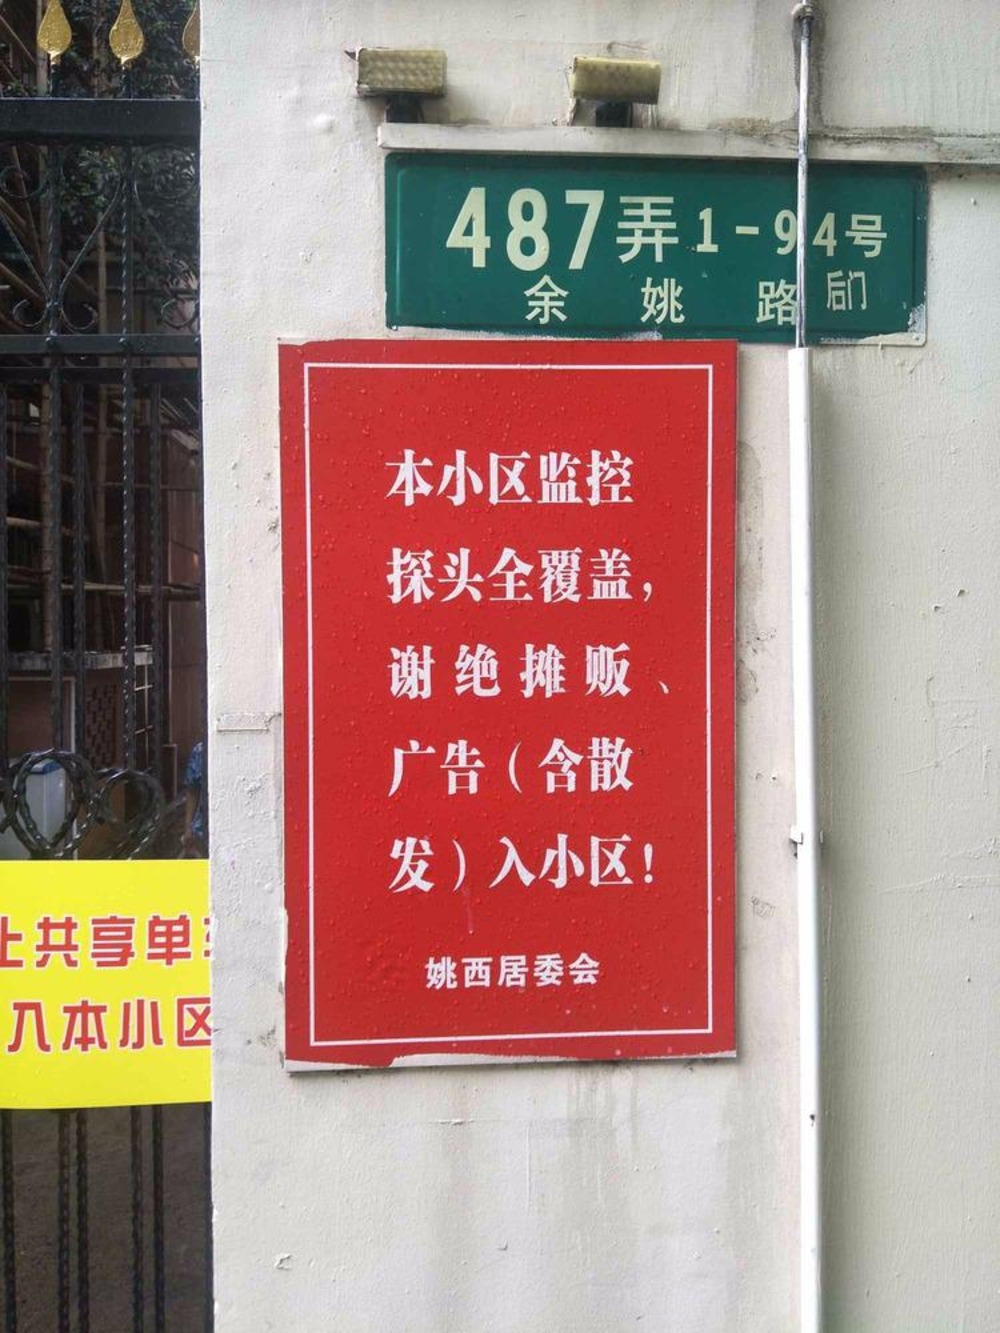 487弄1-94号
余姚路后门
本小区监控
探头全覆盖，
谢绝摊贩、
广告（含散
发）入小区！
姚西居委会
止共享单车
入本小区